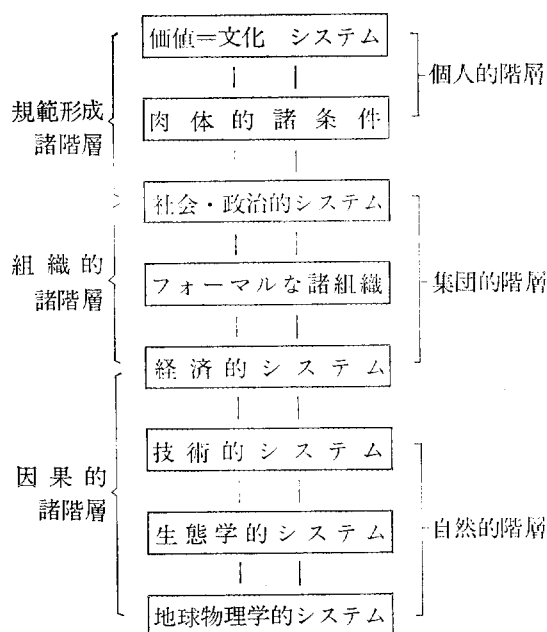 価値=文化 システム
個人的階層
規範形成
諸階層
肉体的諸条件
社会・政治的システム
組織的
諸階層
フォーマルな諸組織
集団的階層
経済的システム
技術的システム
因果的
諸階層
生態学的システム
自然的階層
地球物理学的システム